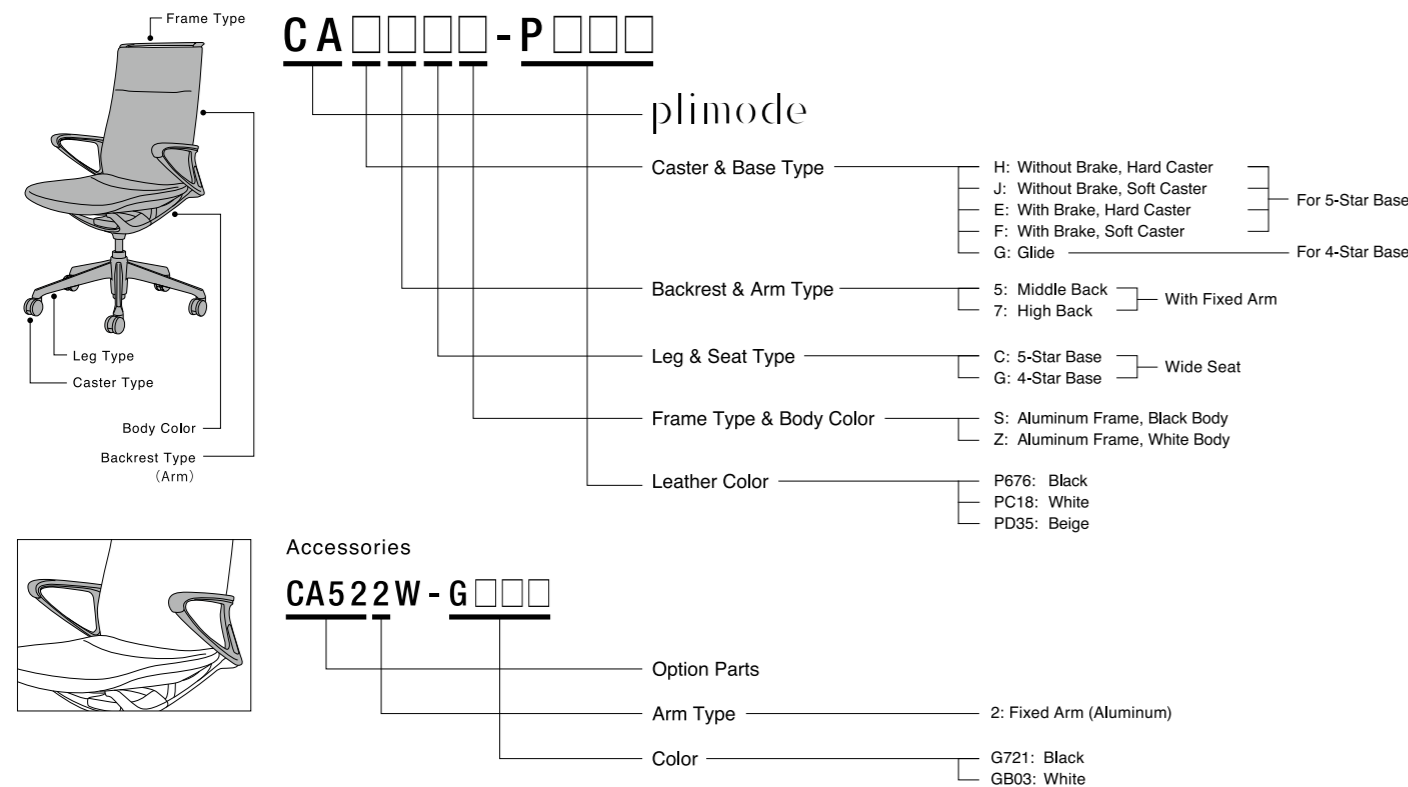 Frame Type
Leg Type
Caster Type
Body Color
Backrest Type
（Arm）
CA□□□□-P□□□
plimode
Caster & Base Type
H: Without Brake, Hard Caster
J: Without Brake, Soft Caster
E: With Brake, Hard Caster
F: With Brake, Soft Caster
For 5-Star Base
G: Glide
For 4-Star Base
Backrest & Arm Type
5: Middle Back
7: High Back
With Fixed Arm
Leg & Seat Type
C: 5-Star Base
G: 4-Star Base
Wide Seat
Frame Type & Body Color
S: Aluminum Frame, Black Body
Z: Aluminum Frame, White Body
Leather Color
P676: Black
PC18: White
PD35: Beige
Accessories
CA522W-G□□□
Option Parts
Arm Type
2: Fixed Arm (Aluminum)
Color
G721: Black
GB03: White